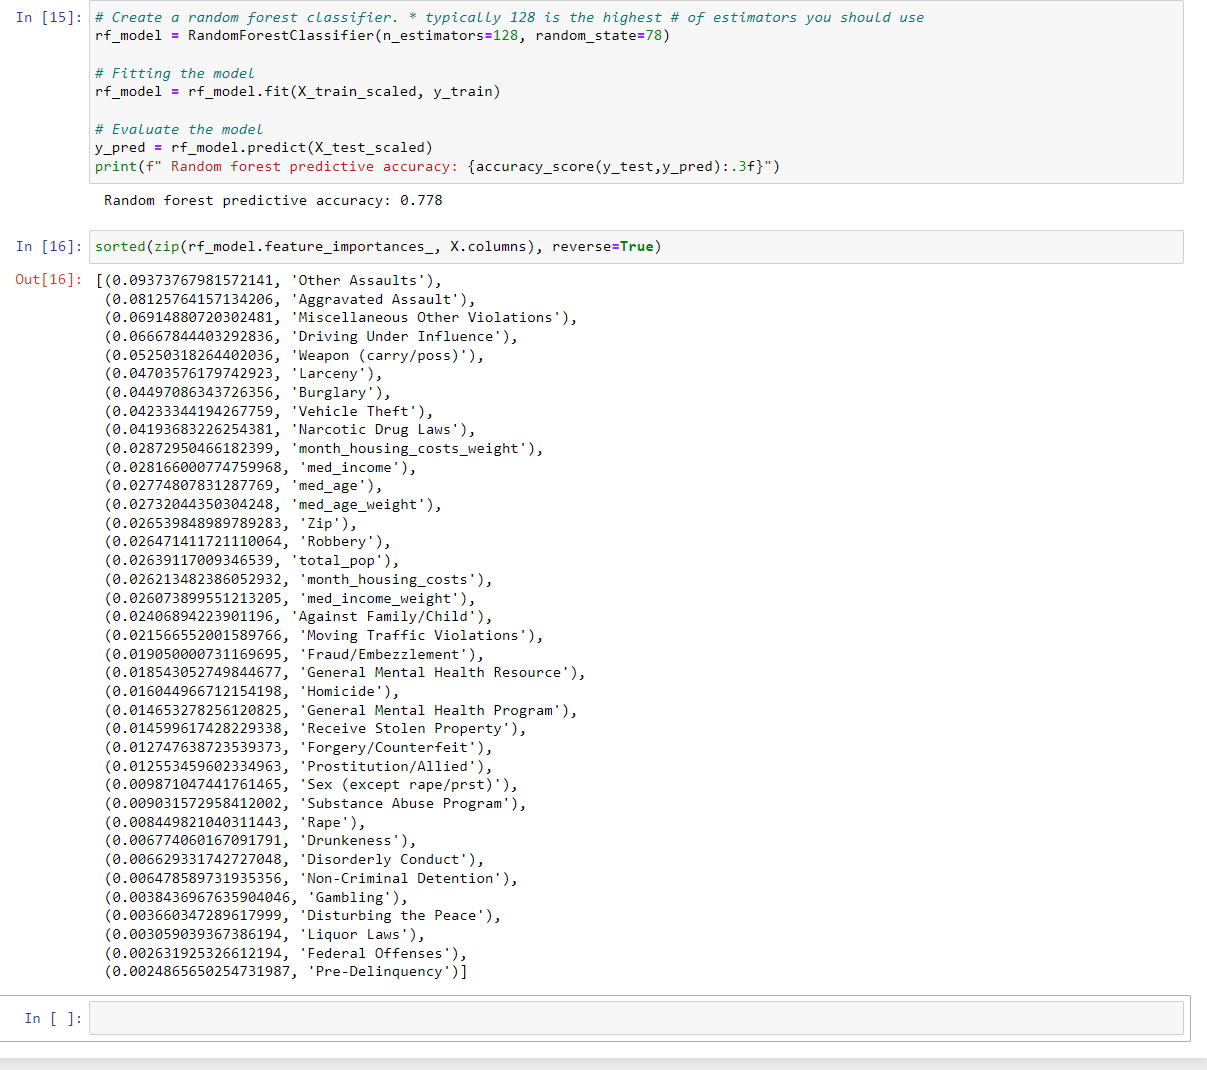 In [15]: # Create a random forest classifier. * typically 128 is the highest # of estimators you should use
rf_model = RandomForestClassifier(n_estimators=128, random_state=78)
# Fitting the model
rf_model = rf_model.fit(X_train_scaled, y_train)
# Evaluate the model
y_pred = rf_model.predict(X_test_scaled)
print(f" Random forest predictive accuracy: {accuracy_score(y_test,y_pred):.3f}")
Random forest predictive accuracy: 0.778
In [16]: sorted(zip(rf_model.feature_importances_, X.columns), reverse=True)
Out[16]: [(0.09373767981572141, 'Other Assaults'),
(0.08125764157134206, 'Aggravated Assault'),
(0.06914880720302481, 'Miscellaneous Other Violations'),
(0.06667844403292836, 'Driving Under Influence'),
(0.05250318264402036, 'Weapon (carry/poss)'),
(0.04703576179742923, 'Larceny'),
(0.04497086343726356, 'Burglary'),
(0.04233344194267759, 'Vehicle Theft'),
(0.04193683226254381, 'Narcotic Drug Laws'),
(0.02872950466182399, 'month_housing_costs_weight'),
(0.028166000774759968, 'med_income'),
(0.02774807831287769, 'med_age'),
(0.02732044350304248, 'med_age_weight'),
(0.026539848989789283, 'Zip'),
(0.026471411721110064, 'Robbery'),
(0.02639117009346539, 'total_pop'),
(0.026213482386052932, 'month_housing_costs'),
(0.026073899551213205, 'med_income_weight'),
(0.02406894223901196, 'Against Family/Child'),
(0.021566552001589766, 'Moving Traffic Violations'),
(0.019050000731169695, 'Fraud/Embezzlement'),
(0.018543052749844677, 'General Mental Health Resource'),
(0.016044966712154198, 'Homicide'),
(0.014653278256120825, 'General Mental Health Program'),
(0.014599617428229338, 'Receive Stolen Property'),
(0.012747638723539373, 'Forgery/Counterfeit'),
(0.012553459602334963, 'Prostitution/Allied'),
(0.009871047441761465, 'Sex (except rape/prst)'),
(0.009031572958412002, 'Substance Abuse Program'),
(0.008449821040311443, 'Rape'),
(0.006774060167091791, 'Drunkeness'),
(0.006629331742727048, 'Disorderly Conduct'),
(0.006478589731935356, 'Non-Criminal Detention'),
(0.0038436967635904046, 'Gambling'),
(0.003660347289617999, 'Disturbing the Peace'),
(0.003059039367386194, 'Liquor Laws'),
(0.002631925326612194, 'Federal Offenses'),
(0.0024865650254731987, 'Pre-Delinquency')]
In [ ]: